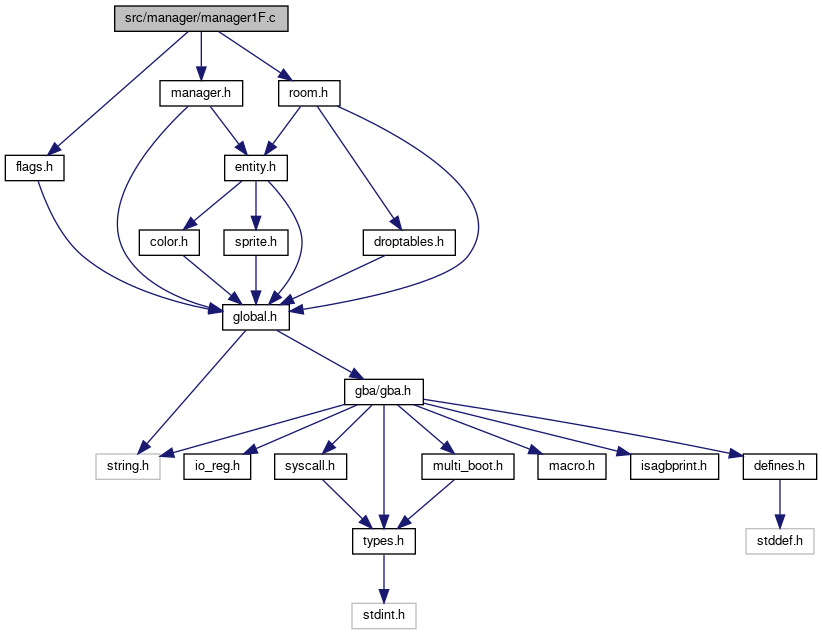 src/manager/manager1F.c
manager.h
room.h
flags.h
entity.h
color.h
sprite.h
droptables.h
global.h
gba/gba.h
string.h
io_reg.h
syscall.h
multi_boot.h
macro.h
isagbprint.h
defines.h
types.h
stddef.h
stdint.h